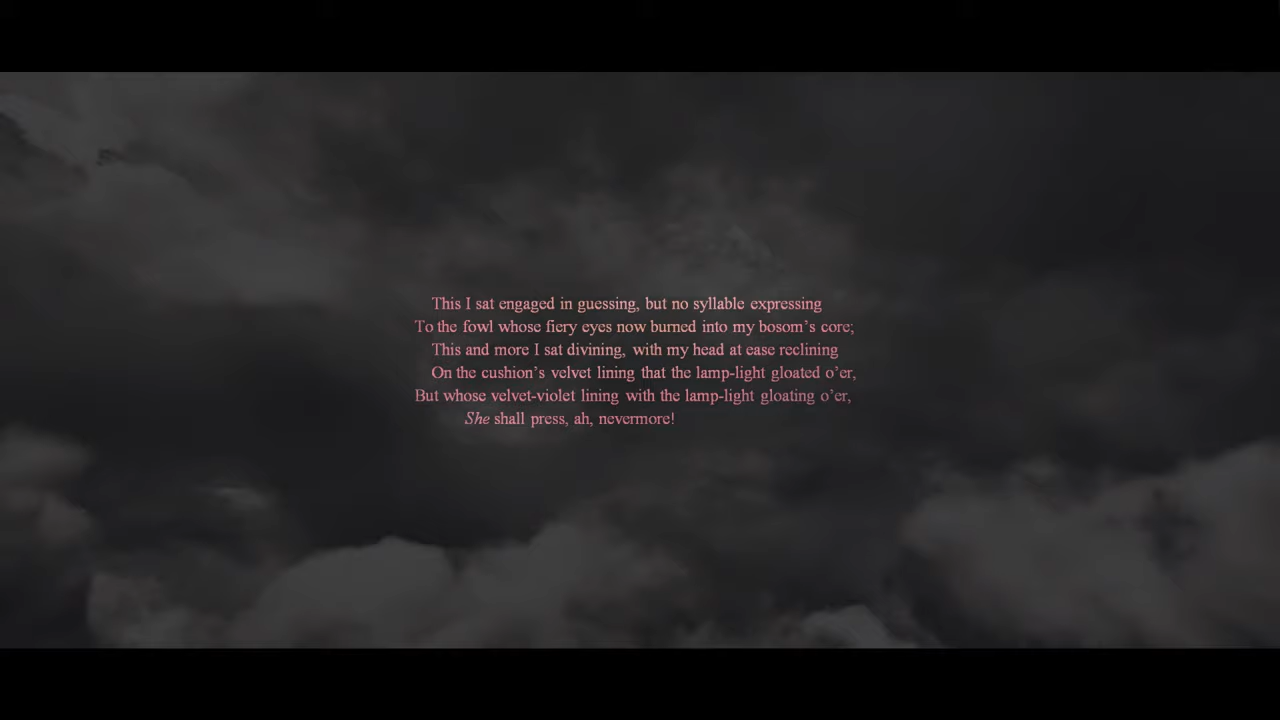 This I sat engaged in guessing, but no syllable expressing
To the fowl whose fiery eyes now burned into my bosom’s core;
This and more I sat divining, with my head at ease reclining
On the cushion’s velvet lining that the lamp-light gloated o’er,
But whose velvet-violet lining with the lamp-light gloating o’er,
She shall press, ah, nevermore!